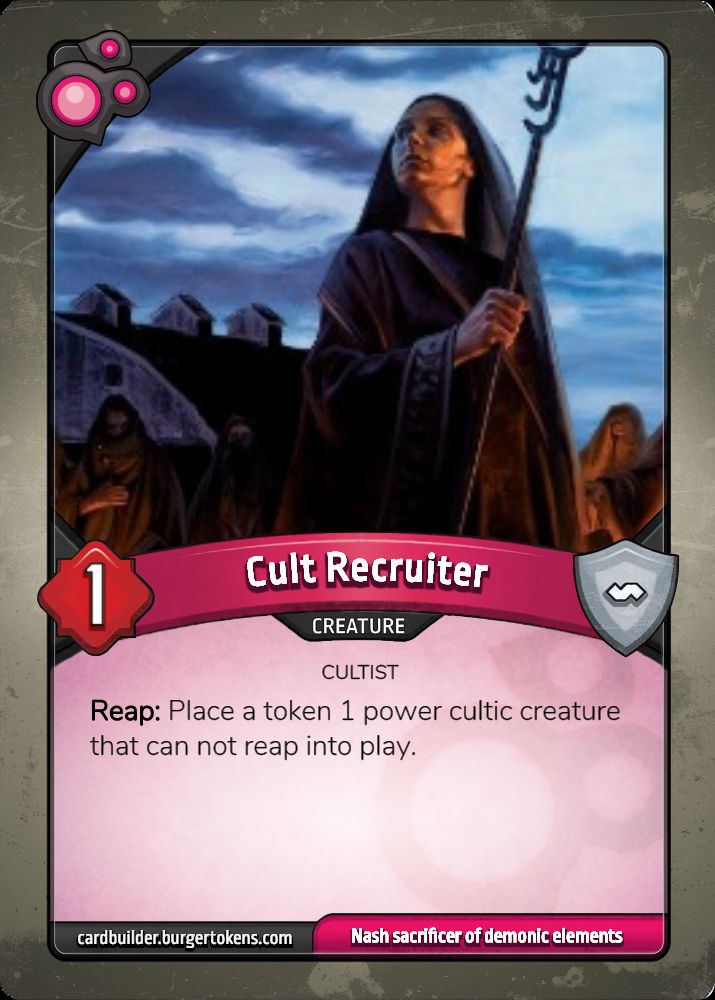 Cult Recruiter
1
CREATURE
CULTIST
Reap: Place a token 1 power cultic creature
that can not reap into play.
cardbuilder.burgertokens.com
Nash sacrificer of demonic elements